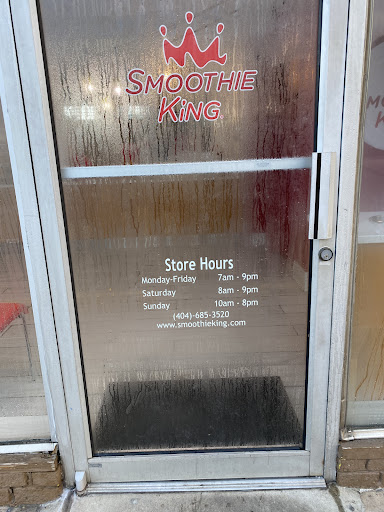 SMOOTHIE
KiNG
Store Hours
Monday-Friday 7am - 9pm
Saturday 8am - 9pm
Sunday 10am - 8pm
(404)-685-3520
www.smoothieking.com